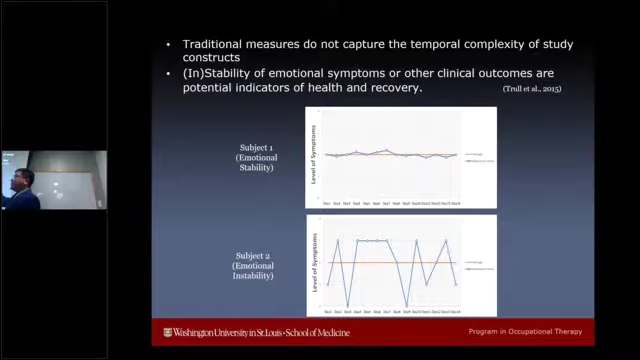 • Traditional measures do not capture the temporal complexity of study
constructs
• (In)Stability of emotional symptoms or other clinical outcomes are
potential indicators of health and recovery.
(Trull et al., 2015)
Subject 1
(Emotional
Stability)
Level of Symptoms
Subject 2
(Emotional
Instability)
Level of Symptoms
Washington University in St. Louis • School of Medicine
Program in Occupational Therapy